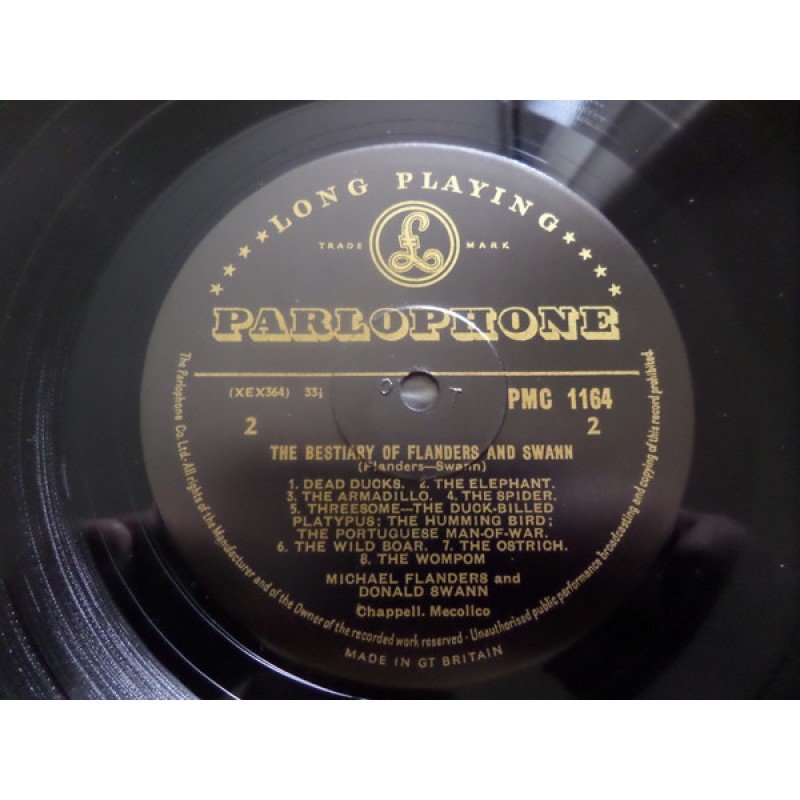 ★★★★★ LONG PLAYING ★★★★★
TRADE £ MARK
PARLOPHONE
(XEX364) 33⅓ O T PMC 1164
2 2
THE BESTIARY OF FLANDERS AND SWANN
(Flanders—Swann)
1. DEAD DUCKS. 2. THE ELEPHANT.
3. THE ARMADILLO. 4. THE SPIDER.
5. THREESOME—THE DUCK-BILLED
PLATYPUS; THE HUMMING BIRD;
THE PORTUGUESE MAN-OF-WAR.
6. THE WILD BOAR. 7. THE OSTRICH.
8. THE WOMPOM
MICHAEL FLANDERS and
DONALD SWANN
Chappell. Mecolico
The Parlophone Co. Ltd. All rights of the Manufacturer and of the Owner of the recorded work reserved · Unauthorised public performance broadcasting and copying of this record prohibited.
MADE IN GT BRITAIN